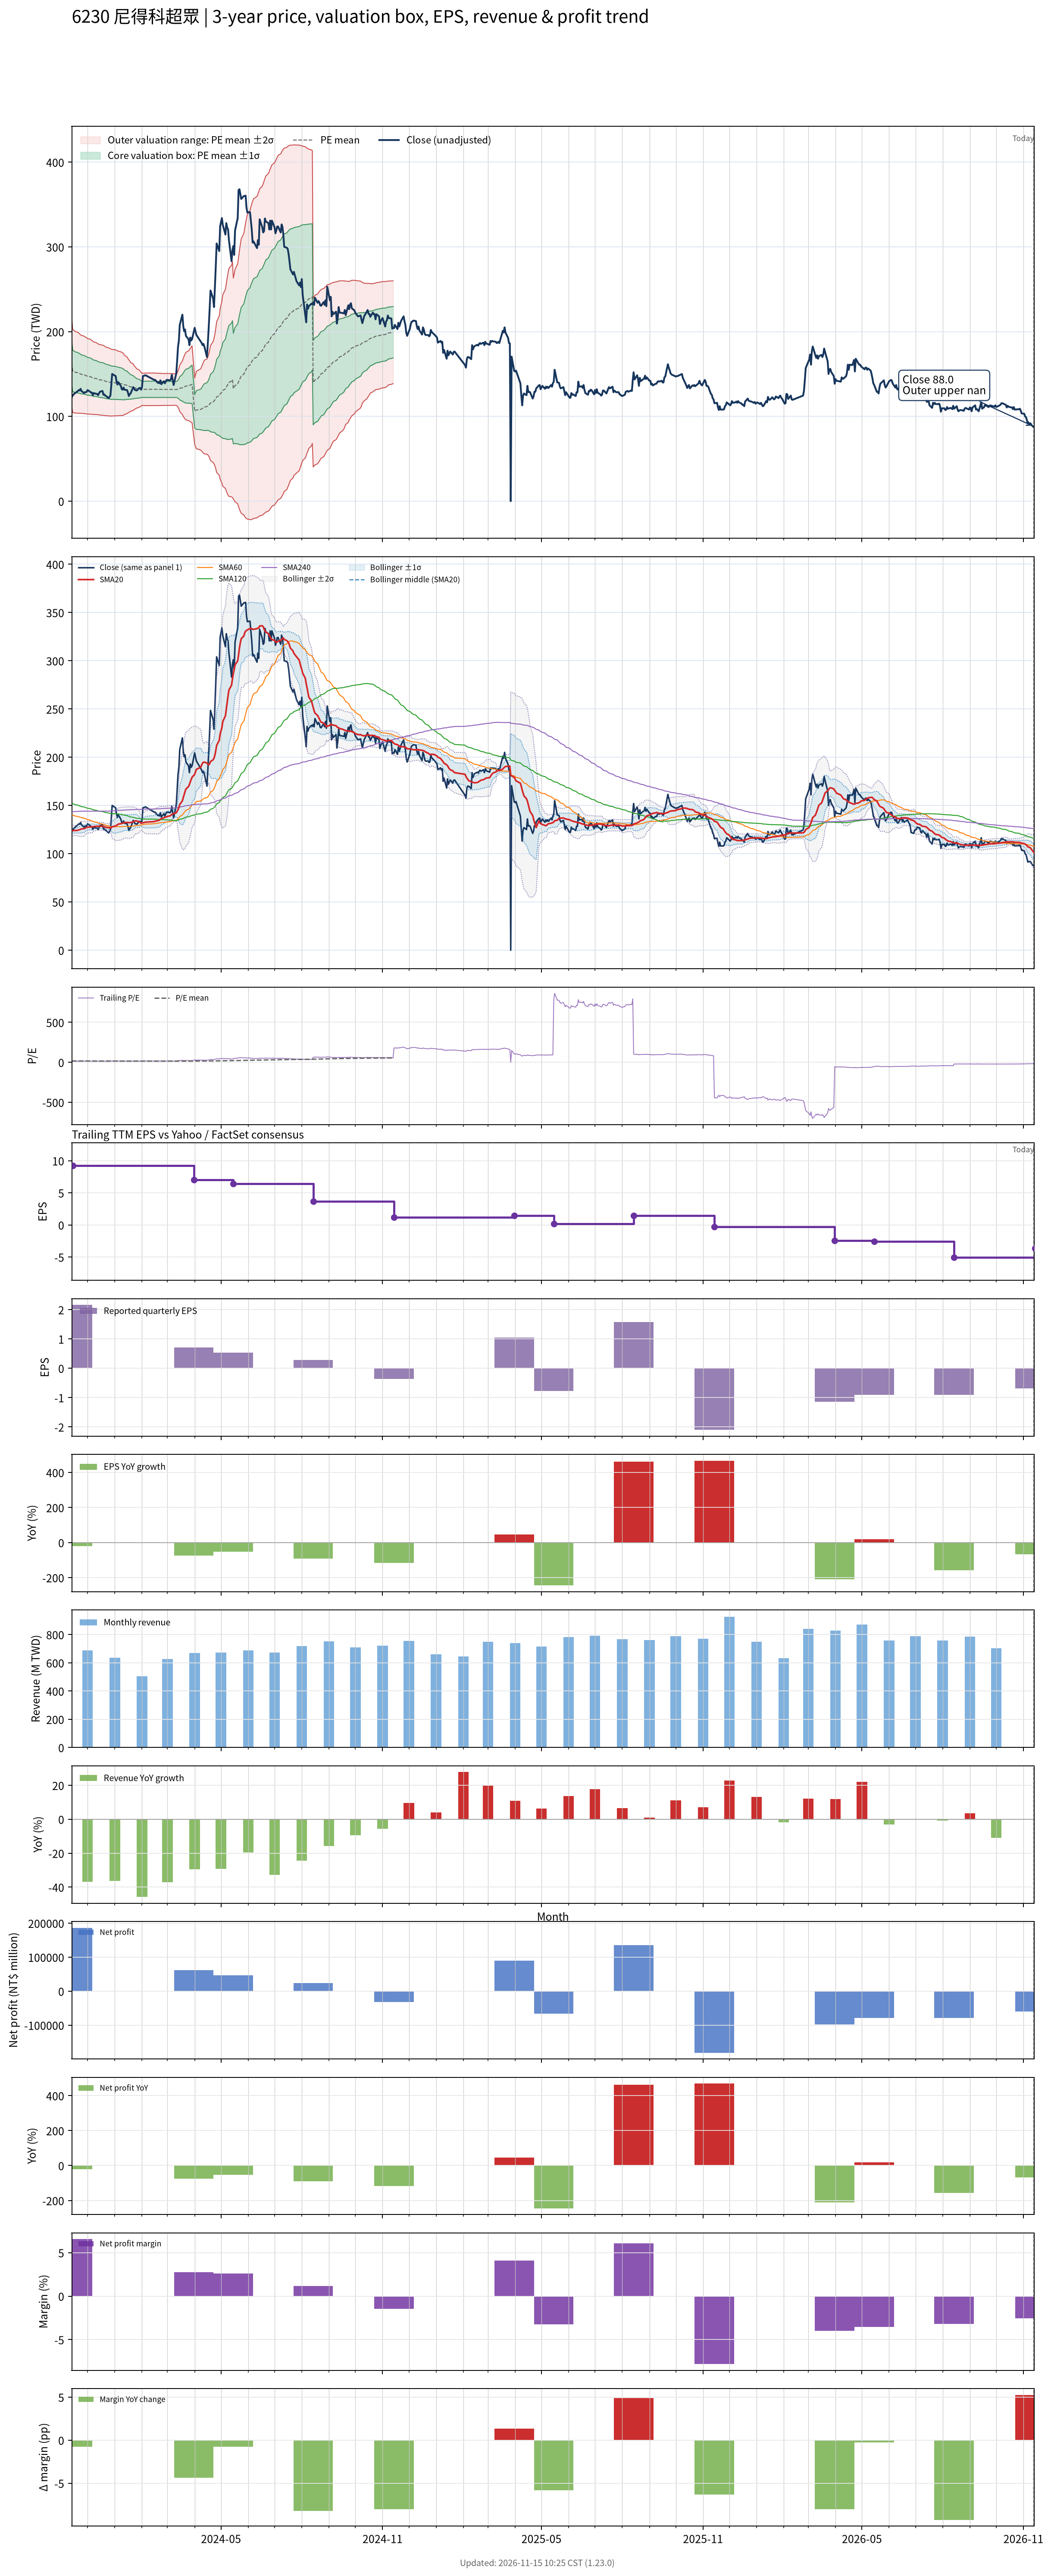 6230 尼得科超眾 | 3-year price, valuation box, EPS, revenue & profit trend
Outer valuation range: PE mean ±2σ
PE mean
Close (unadjusted)
Core valuation box: PE mean ±1σ
Today
400
300
200
100
0
Price (TWD)
Close 88.0
Outer upper nan
Close (same as panel 1)
SMA20
SMA60
SMA120
SMA240
Bollinger ±2σ
Bollinger ±1σ
Bollinger middle (SMA20)
400
350
300
250
200
150
100
50
0
Price
Trailing P/E
P/E mean
500
0
-500
P/E
Trailing TTM EPS vs Yahoo / FactSet consensus
Today
10
5
0
-5
EPS
Reported quarterly EPS
2
1
0
-1
-2
EPS
EPS YoY growth
400
200
0
-200
YoY (%)
Monthly revenue
800
600
400
200
0
Revenue (M TWD)
Revenue YoY growth
20
0
-20
-40
YoY (%)
Month
Net profit
200000
100000
0
-100000
Net profit (NT$ million)
Net profit YoY
400
200
0
-200
YoY (%)
Net profit margin
5
0
-5
Margin (%)
Margin YoY change
5
0
-5
Δ margin (pp)
2024-05
2024-11
2025-05
2025-11
2026-05
2026-11
Updated: 2026-11-15 10:25 CST (1.23.0)